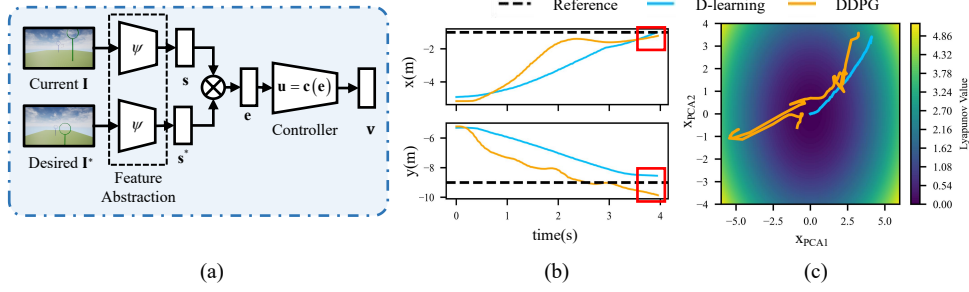 Reference D-learning DDPG
ψ
s
Current I
u = c(e)
e
Controller
v
ψ
s*
Desired I*
Feature
Abstraction
x(m)
−2
−4
y(m)
−6
−8
−10
0 1 2 3 4
time(s)
x_PCA2
4
3
2
1
0
−1
−2
−3
−4
−5.0 −2.5 0.0 2.5 5.0
x_PCA1
4.86
4.32
3.78
3.24
2.70
2.16
1.62
1.08
0.54
0.00
Lyapunov Value
(a) (b) (c)